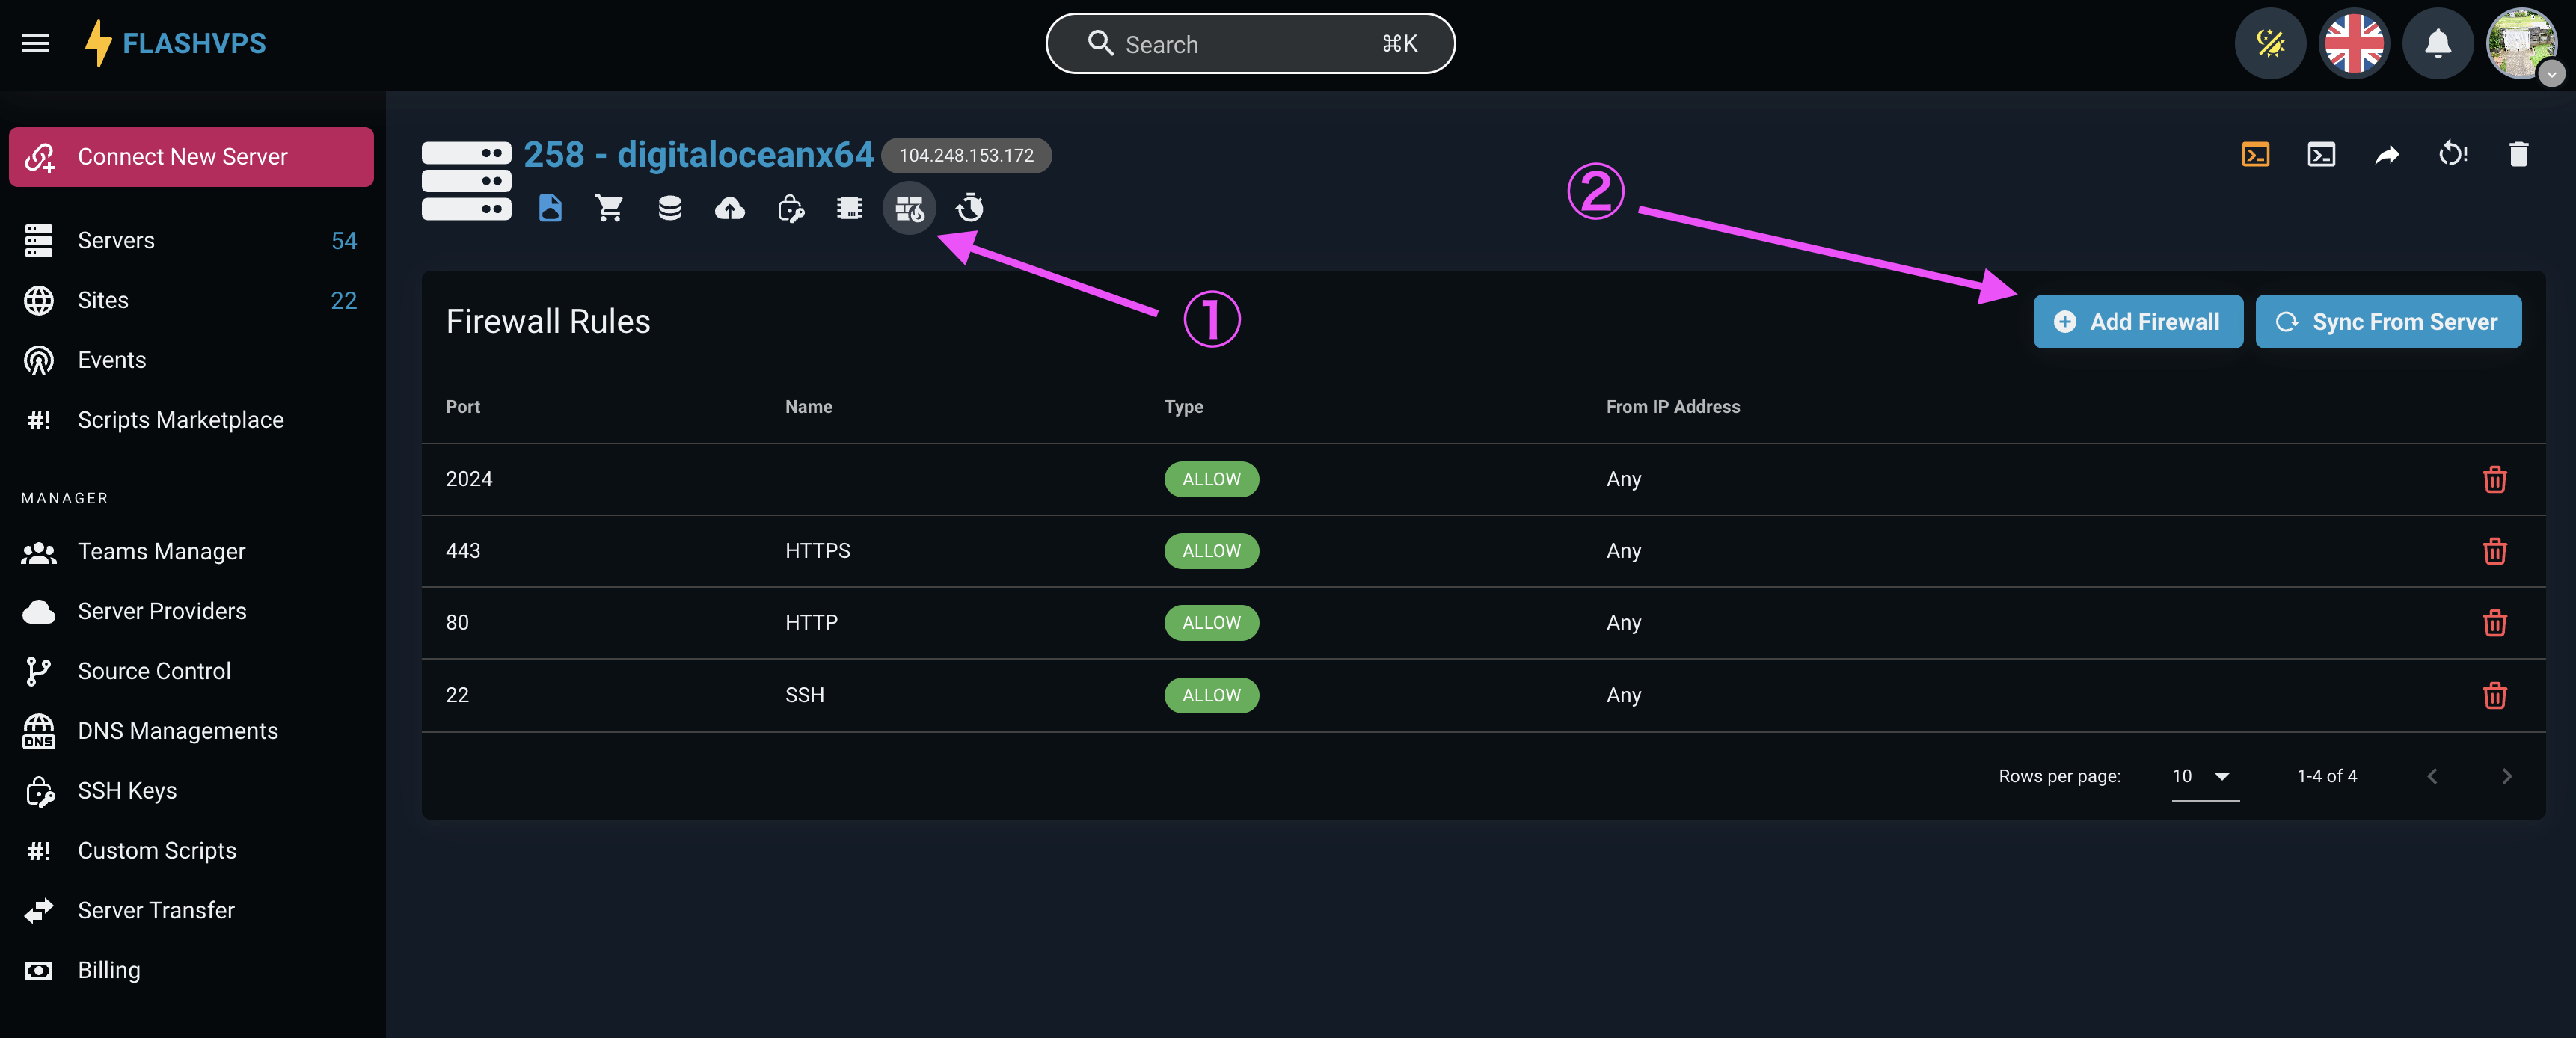 FLASHVPS
Search ⌘K
Connect New Server
Servers 54
Sites 22
Events
#! Scripts Marketplace
MANAGER
Teams Manager
Server Providers
Source Control
DNS DNS Managements
SSH Keys
#! Custom Scripts
Server Transfer
Billing
258 - digitaloceanx64 104.248.153.172
①
②
Firewall Rules
Add Firewall
Sync From Server
Port Name Type From IP Address
2024 ALLOW Any
443 HTTPS ALLOW Any
80 HTTP ALLOW Any
22 SSH ALLOW Any
Rows per page: 10 1-4 of 4